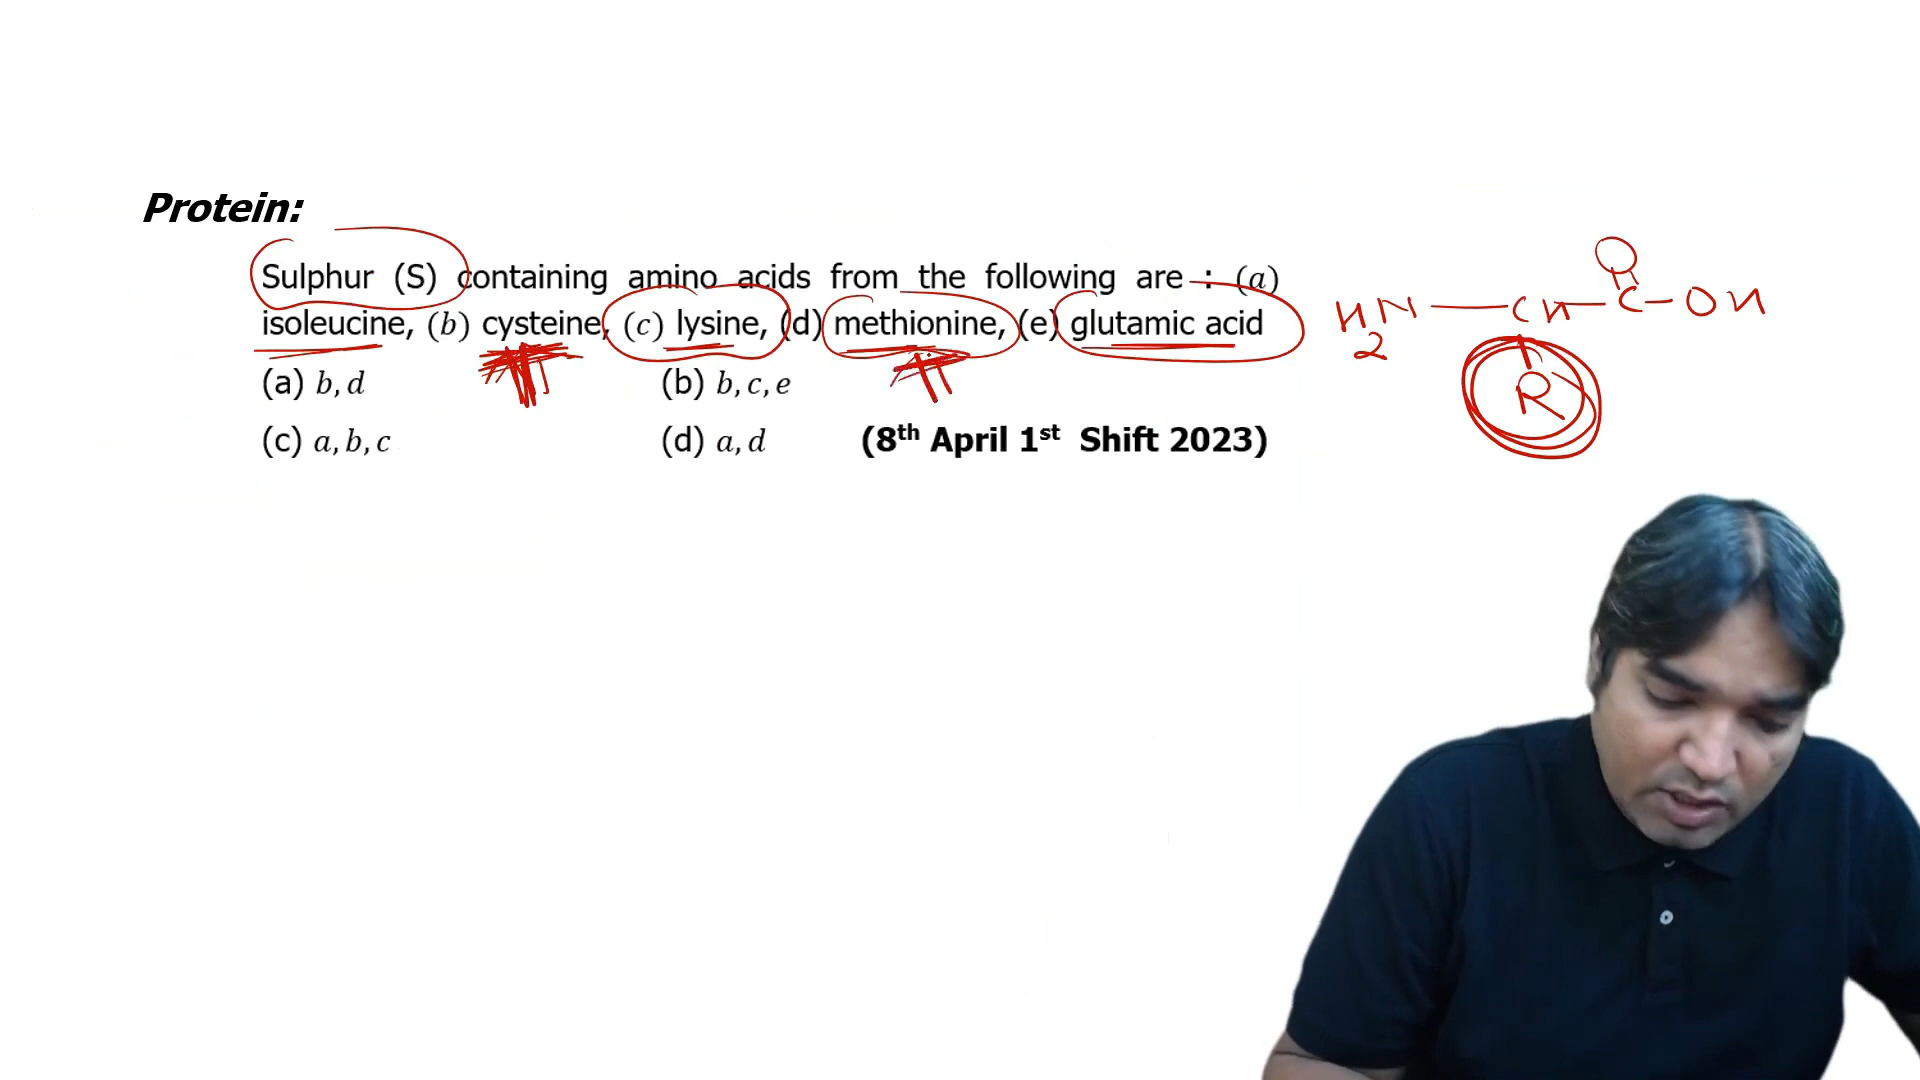 Protein:
Sulphur (S) containing amino acids from the following are : (a)
isoleucine, (b) cysteine, (c) lysine, (d) methionine, (e) glutamic acid
(a) b, d (b) b, c, e
(c) a, b, c (d) a, d (8th April 1st Shift 2023)
O
H2N — CH — C — OH
R